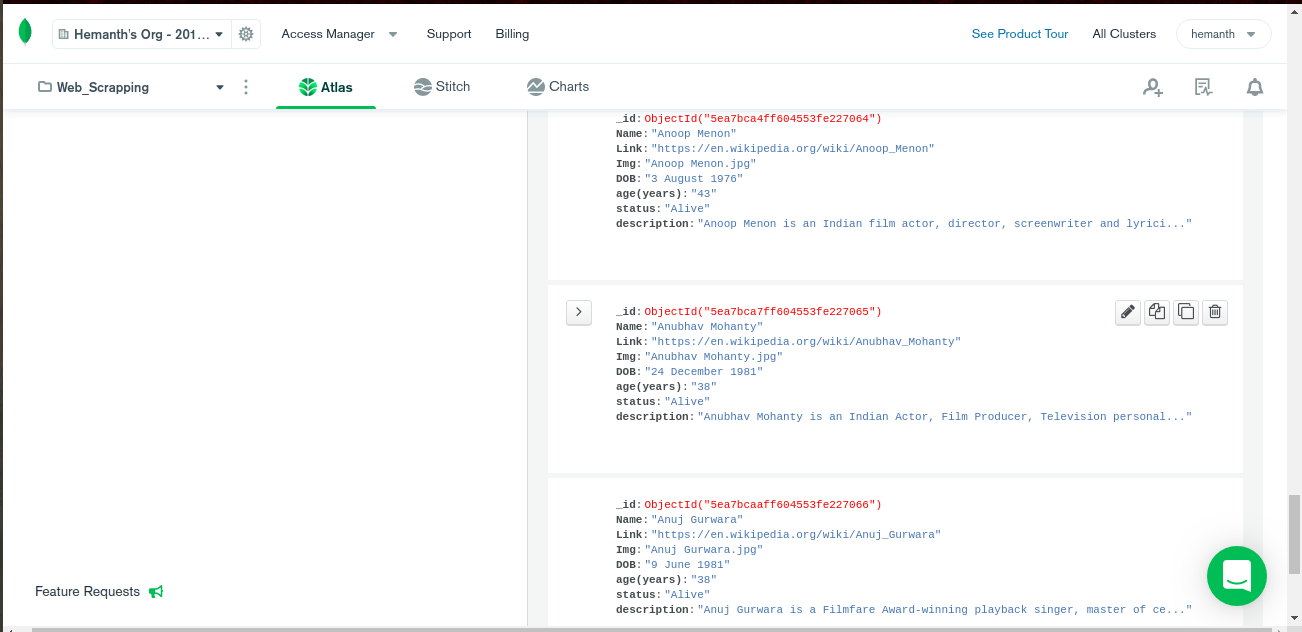 Hemanth's Org - 201... Access Manager Support Billing See Product Tour All Clusters hemanth
Web_Scrapping Atlas Stitch Charts
_id: ObjectId("5ea7bca4ff604553fe227064")
Name: "Anoop Menon"
Link: "https://en.wikipedia.org/wiki/Anoop_Menon"
Img: "Anoop Menon.jpg"
DOB: "3 August 1976"
age(years): "43"
status: "Alive"
description: "Anoop Menon is an Indian film actor, director, screenwriter and lyrici..."
_id: ObjectId("5ea7bca7ff604553fe227065")
Name: "Anubhav Mohanty"
Link: "https://en.wikipedia.org/wiki/Anubhav_Mohanty"
Img: "Anubhav Mohanty.jpg"
DOB: "24 December 1981"
age(years): "38"
status: "Alive"
description: "Anubhav Mohanty is an Indian Actor, Film Producer, Television personal..."
_id: ObjectId("5ea7bcaaff604553fe227066")
Name: "Anuj Gurwara"
Link: "https://en.wikipedia.org/wiki/Anuj_Gurwara"
Img: "Anuj Gurwara.jpg"
DOB: "9 June 1981"
age(years): "38"
status: "Alive"
description: "Anuj Gurwara is a Filmfare Award-winning playback singer, master of ce..."
Feature Requests